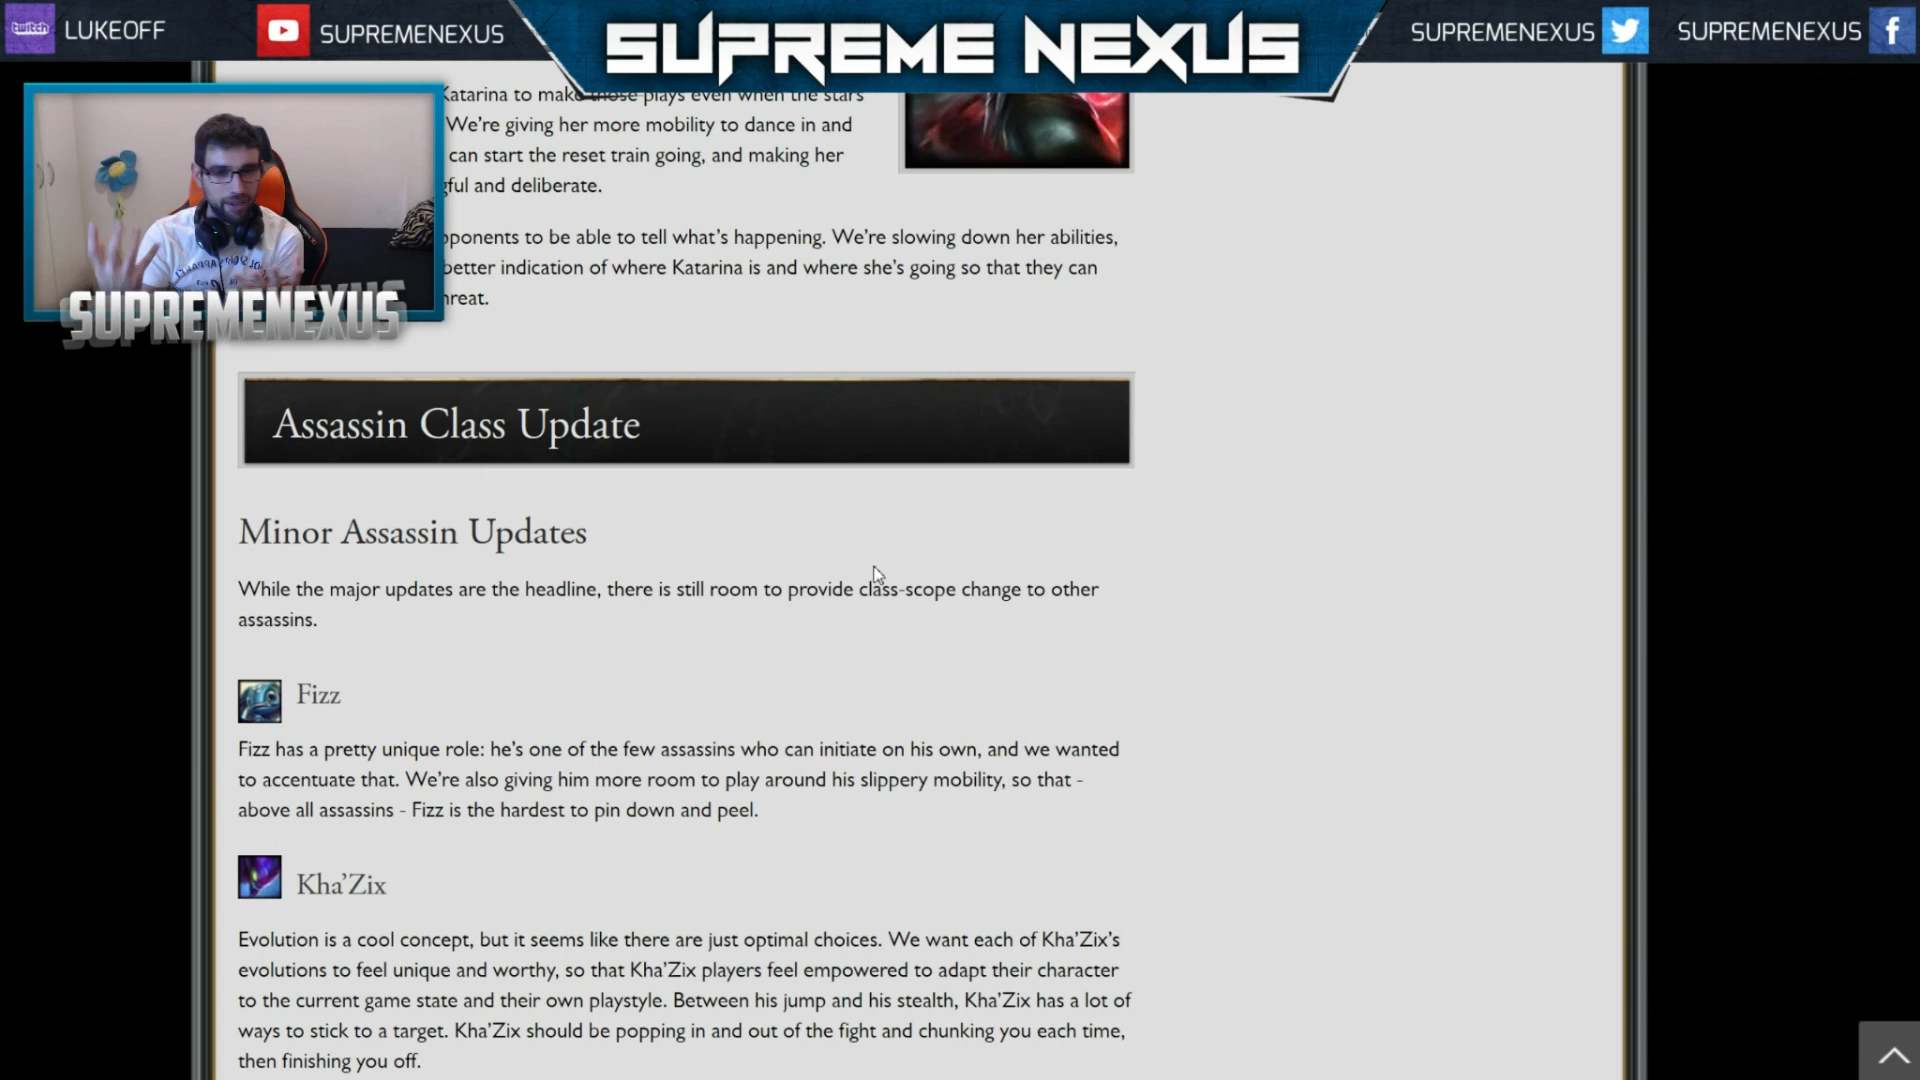 twitch LUKEOFF SUPREMENEXUS SUPREME NEXUS SUPREMENEXUS SUPREMENEXUS
Katarina to make those plays even when the stars
We're giving her more mobility to dance in and
can start the reset train going, and making her
and deliberate.
opponents to be able to tell what's happening. We're slowing down her abilities,
better indication of where Katarina is and where she's going so that they can
SUPREMENEXUS
Assassin Class Update
Minor Assassin Updates
While the major updates are the headline, there is still room to provide class-scope change to other
assassins.
Fizz
Fizz has a pretty unique role: he's one of the few assassins who can initiate on his own, and we wanted
to accentuate that. We're also giving him more room to play around his slippery mobility, so that -
above all assassins - Fizz is the hardest to pin down and peel.
Kha'Zix
Evolution is a cool concept, but it seems like there are just optimal choices. We want each of Kha'Zix's
evolutions to feel unique and worthy, so that Kha'Zix players feel empowered to adapt their character
to the current game state and their own playstyle. Between his jump and his stealth, Kha'Zix has a lot of
ways to stick to a target. Kha'Zix should be popping in and out of the fight and chunking you each time,
then finishing you off.